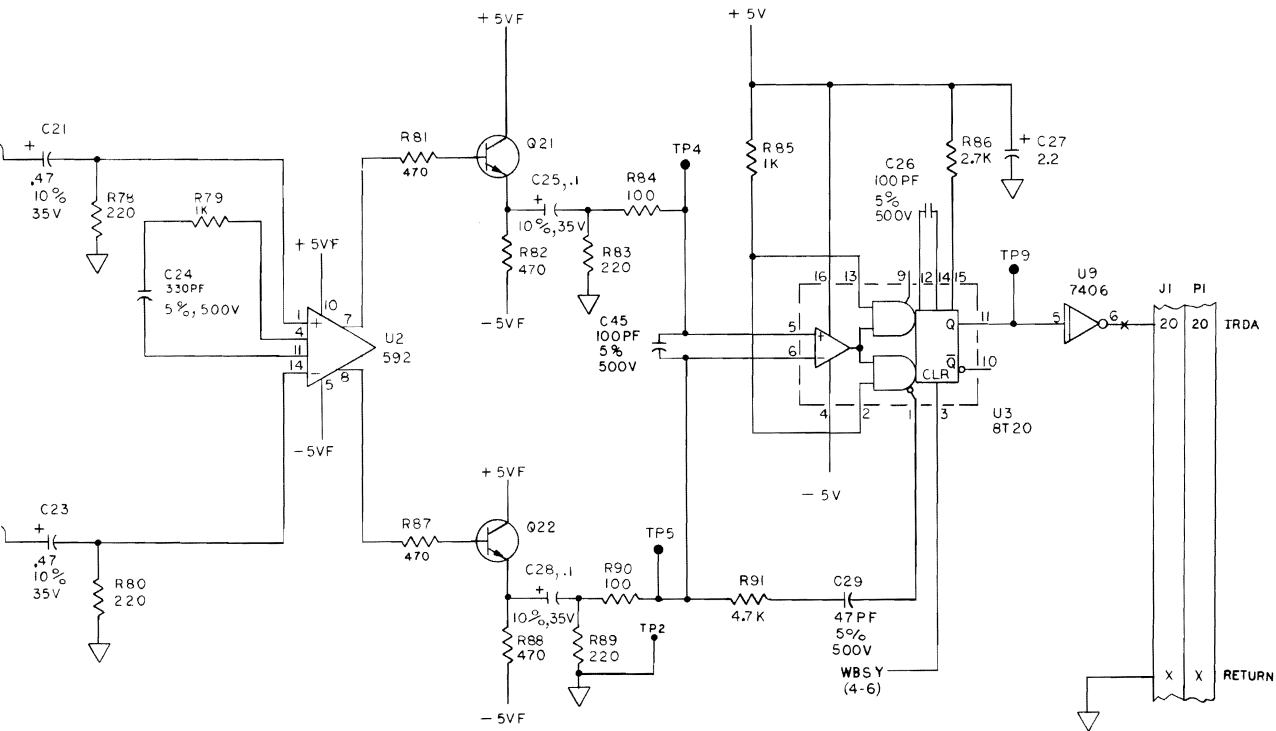 +5VF
+5V
C21
+
.47
10%
35V
R78
220
R79
1K
C24
330PF
5%, 500V
+5VF
1
4
11
14
+
−
10
5
7
8
U2
592
−5VF
R81
470
Q21
C25, .1
+
10%, 35V
R82
470
−5VF
R83
220
R84
100
TP4
C45
100PF
5%
500V
R85
1K
C26
100PF
5%
500V
R86
2.7K
+ C27
2.2
16
13
9
12
14
15
5
6
+
−
Q
Q̅
CLR
11
10
4
2
1
3
U3
8T20
−5V
TP9
U9
7406
5
6
J1
P1
20
20
IRDA
C23
+
.47
10%
35V
R80
220
R87
470
+5VF
Q22
C28, .1
+
10%, 35V
R88
470
−5VF
R89
220
R90
100
TP5
TP2
R91
4.7K
C29
47PF
5%
500V
WBSY
(4-6)
X
X
RETURN